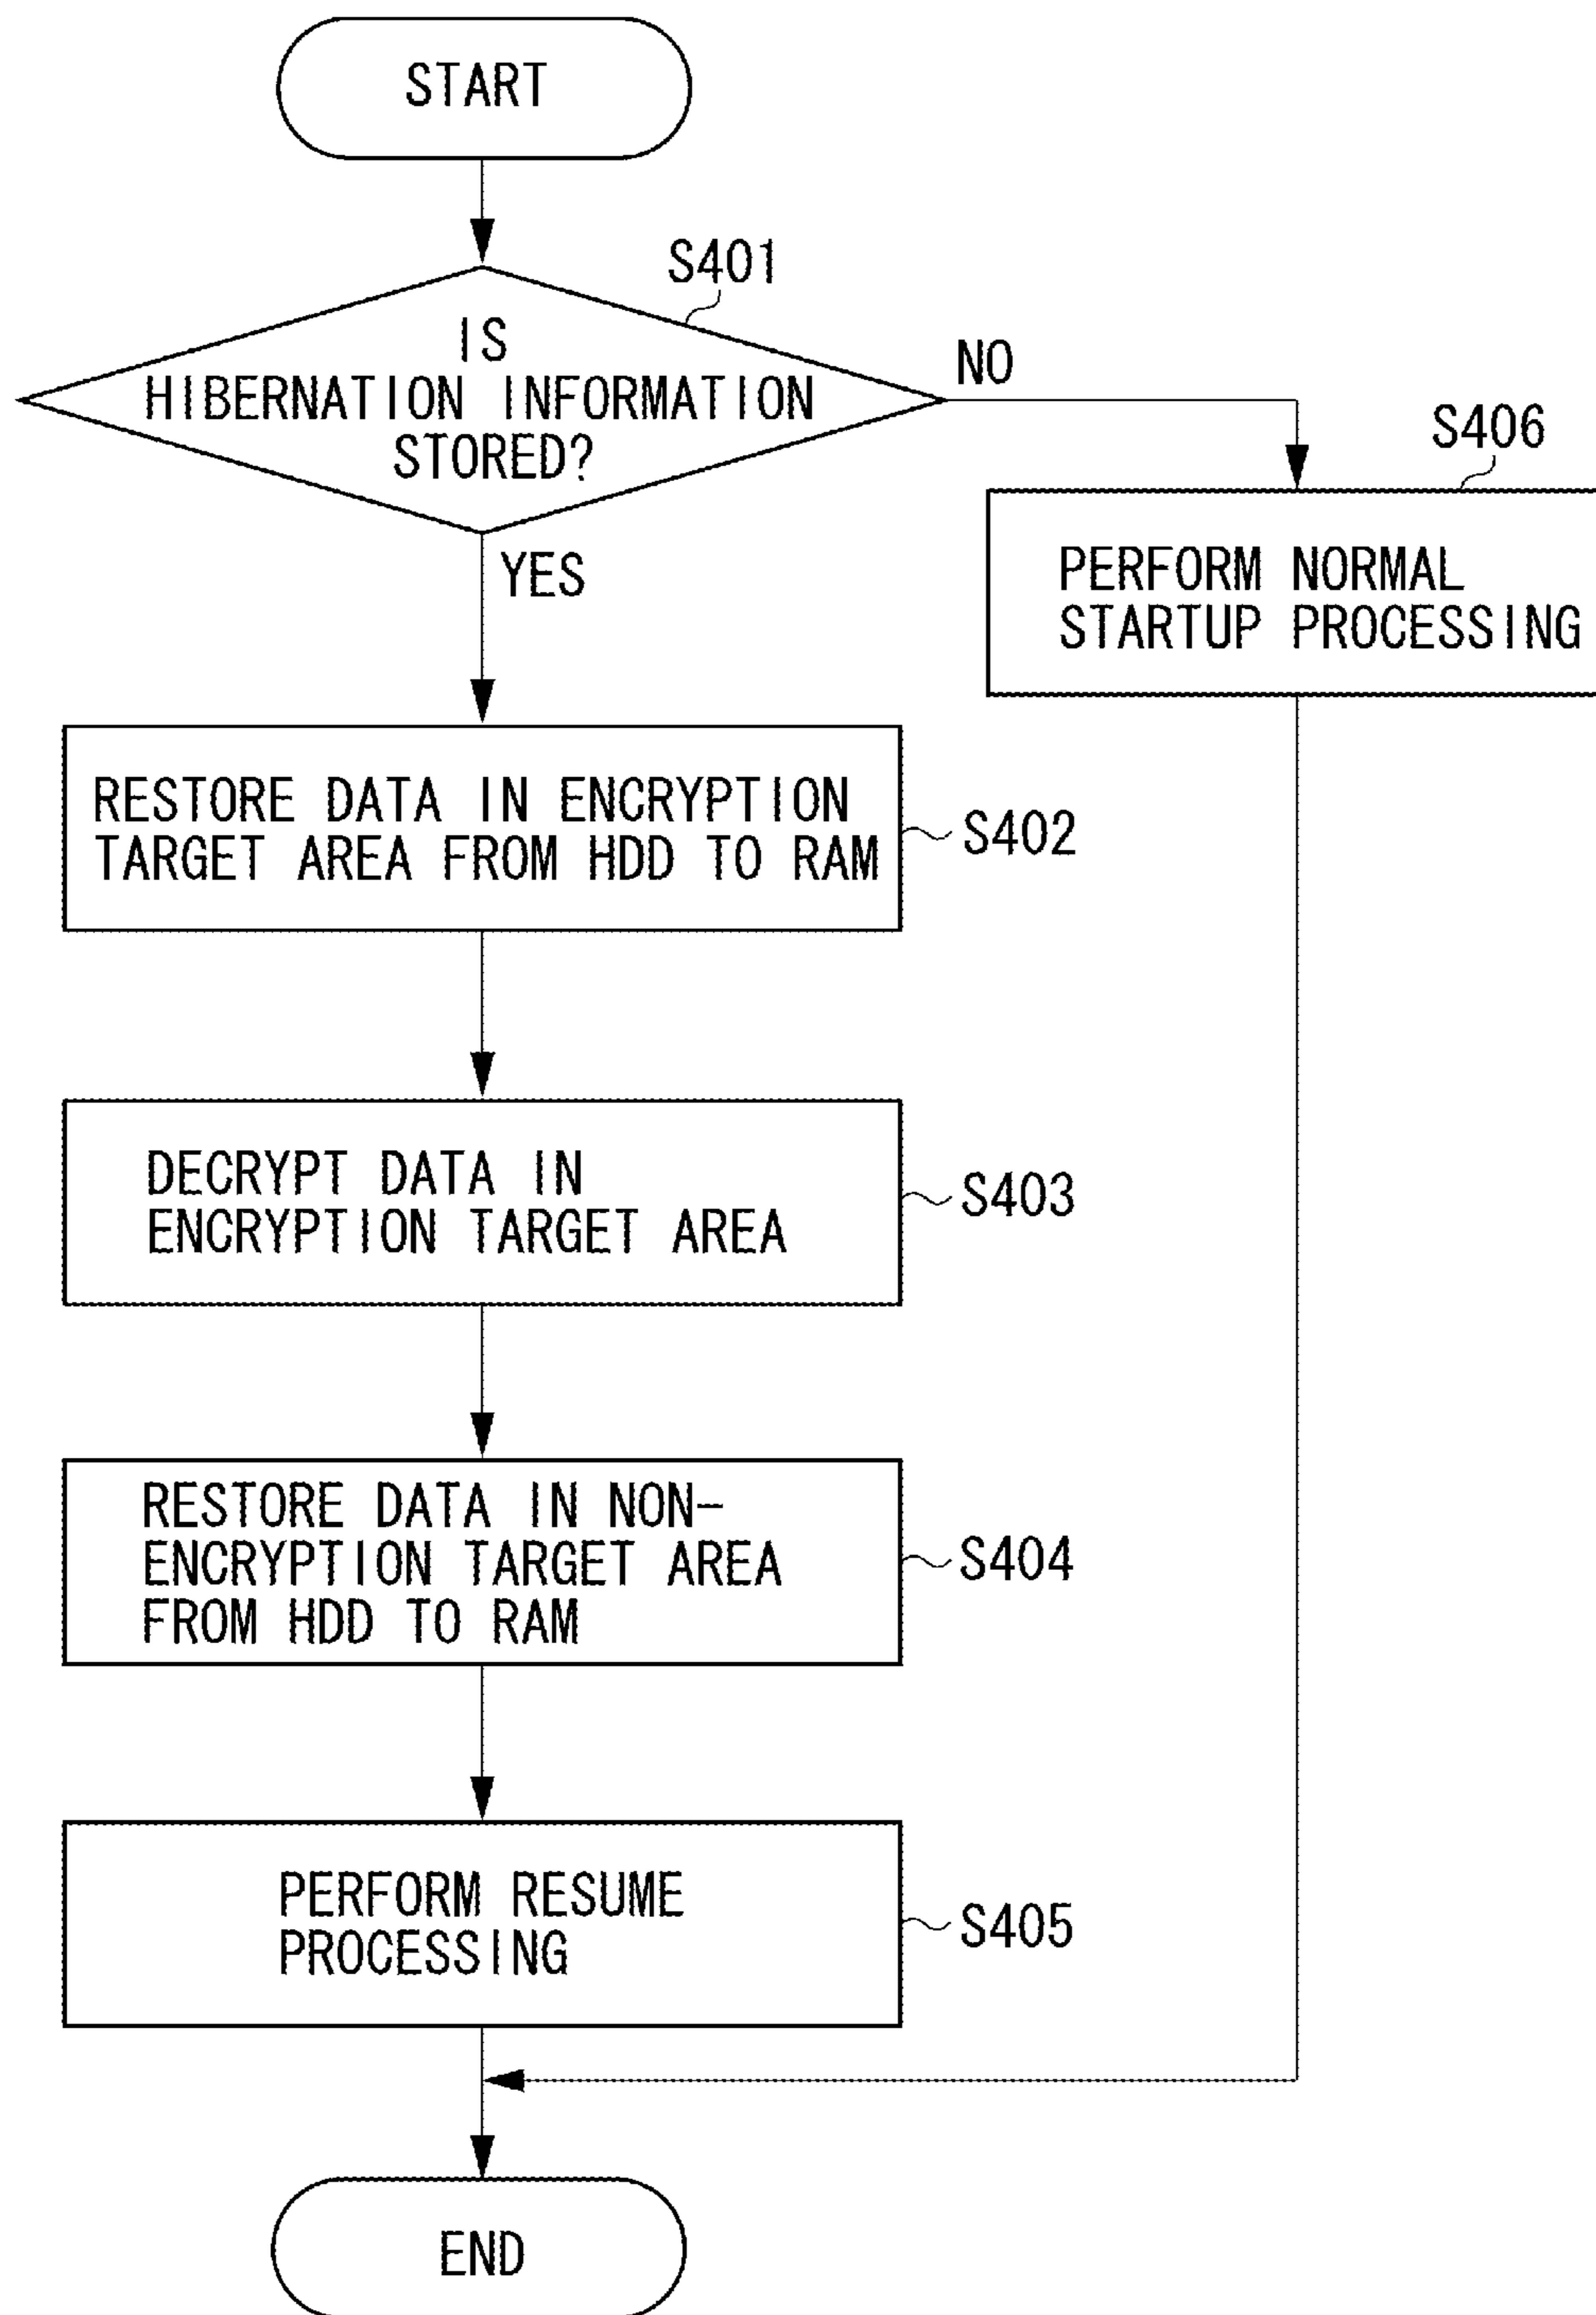 START
S401
IS
HIBERNATION INFORMATION
STORED?
NO
YES
S406
PERFORM NORMAL
STARTUP PROCESSING
RESTORE DATA IN ENCRYPTION
TARGET AREA FROM HDD TO RAM
S402
DECRYPT DATA IN
ENCRYPTION TARGET AREA
S403
RESTORE DATA IN NON-
ENCRYPTION TARGET AREA
FROM HDD TO RAM
S404
PERFORM RESUME
PROCESSING
S405
END